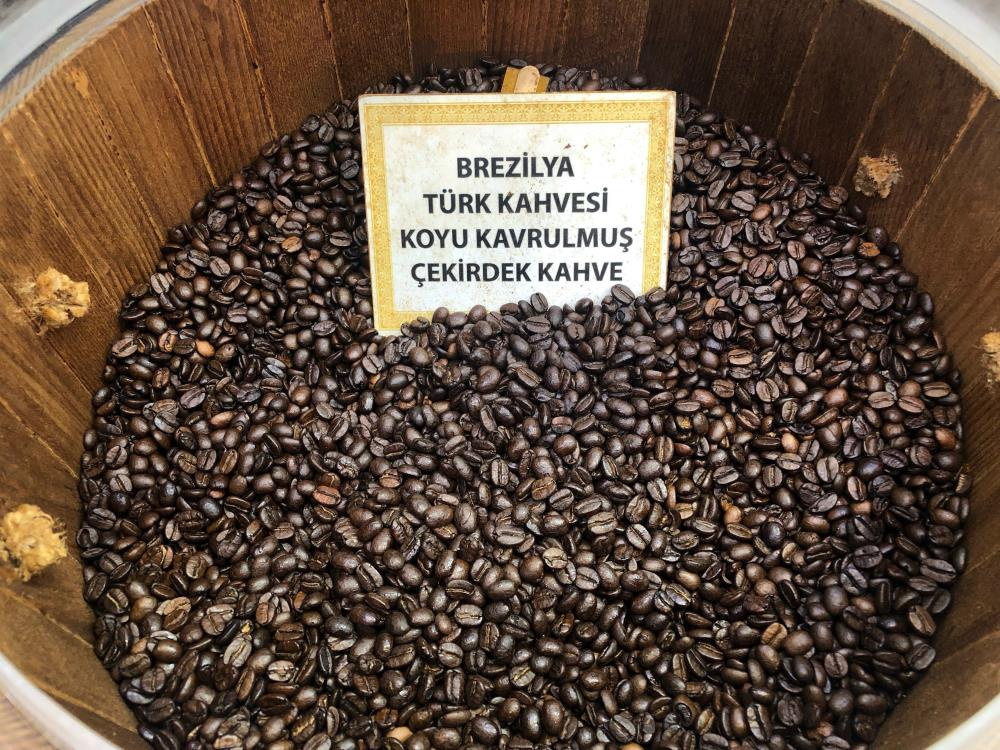 BREZİLYA
TÜRK KAHVESİ
KOYU KAVRULMUŞ
ÇEKİRDEK KAHVE